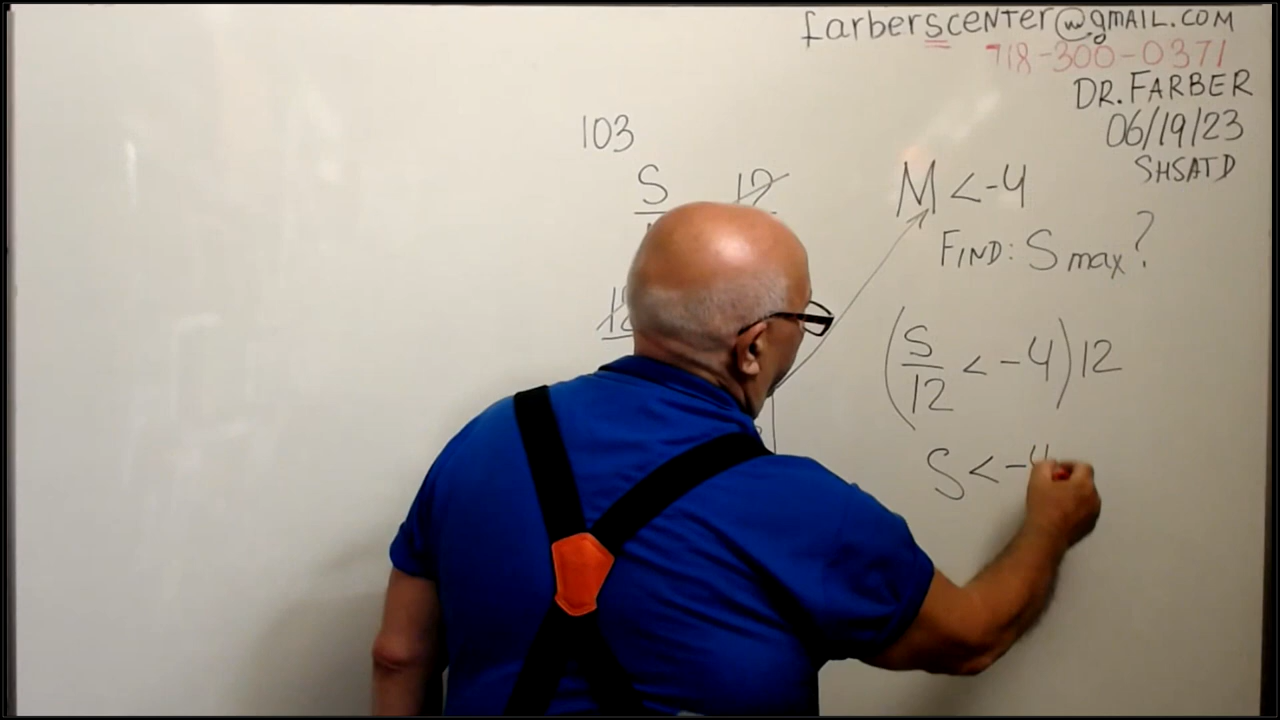 farberscenter@gmail.com
718-300-0371
DR. FARBER
06/19/23
SHSATD
103
S
12
M < -4
FIND: S max?
(S/12 < -4) 12
S < -4